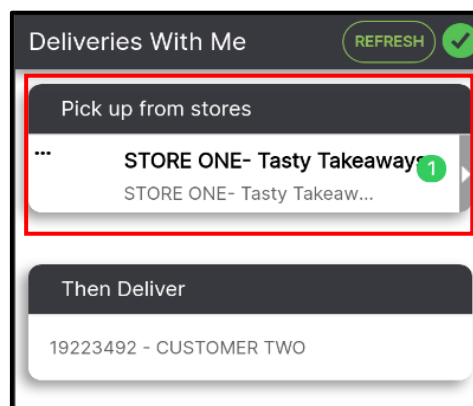 Deliveries With Me
REFRESH
Pick up from stores
...
STORE ONE- Tasty Takeaways
1
STORE ONE- Tasty Takeaw...
Then Deliver
19223492 - CUSTOMER TWO